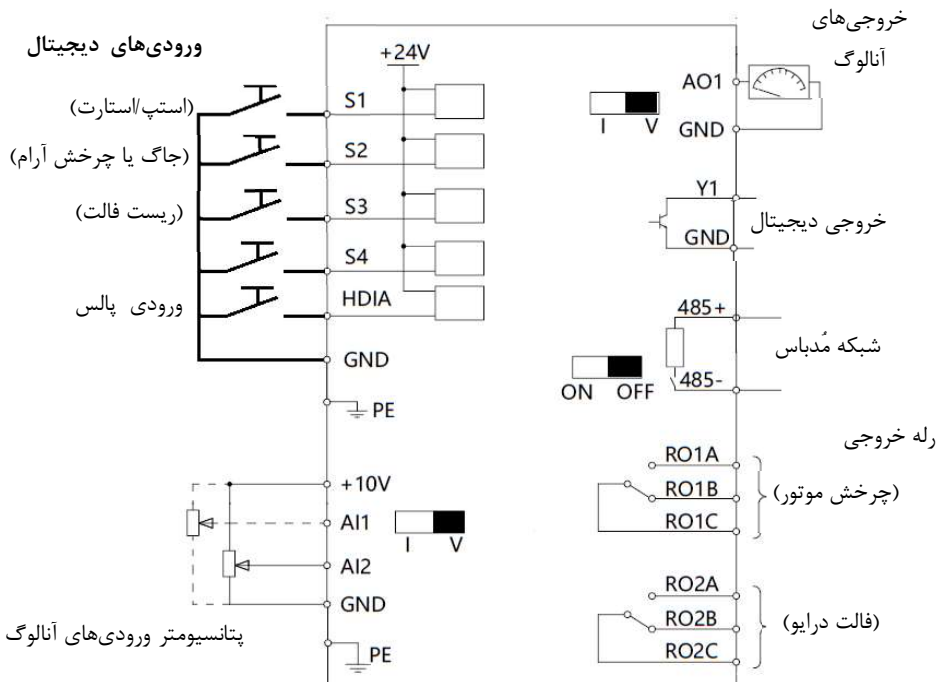 ورودی‌های دیجیتال
(استپ/استارت)
(جاگ یا چرخش آرام)
(ریست فالت)
ورودی پالس
+24V
S1
S2
S3
S4
HDIA
GND
PE
+10V
AI1
I V
AI2
GND
PE
پتانسیومتر ورودی‌های آنالوگ
خروجی‌های
آنالوگ
AO1
I V
GND
Y1
خروجی دیجیتال
GND
485+
شبکه مُدباس
ON OFF
485-
رله خروجی
RO1A
RO1B
(چرخش موتور)
RO1C
RO2A
RO2B
(فالت درایو)
RO2C